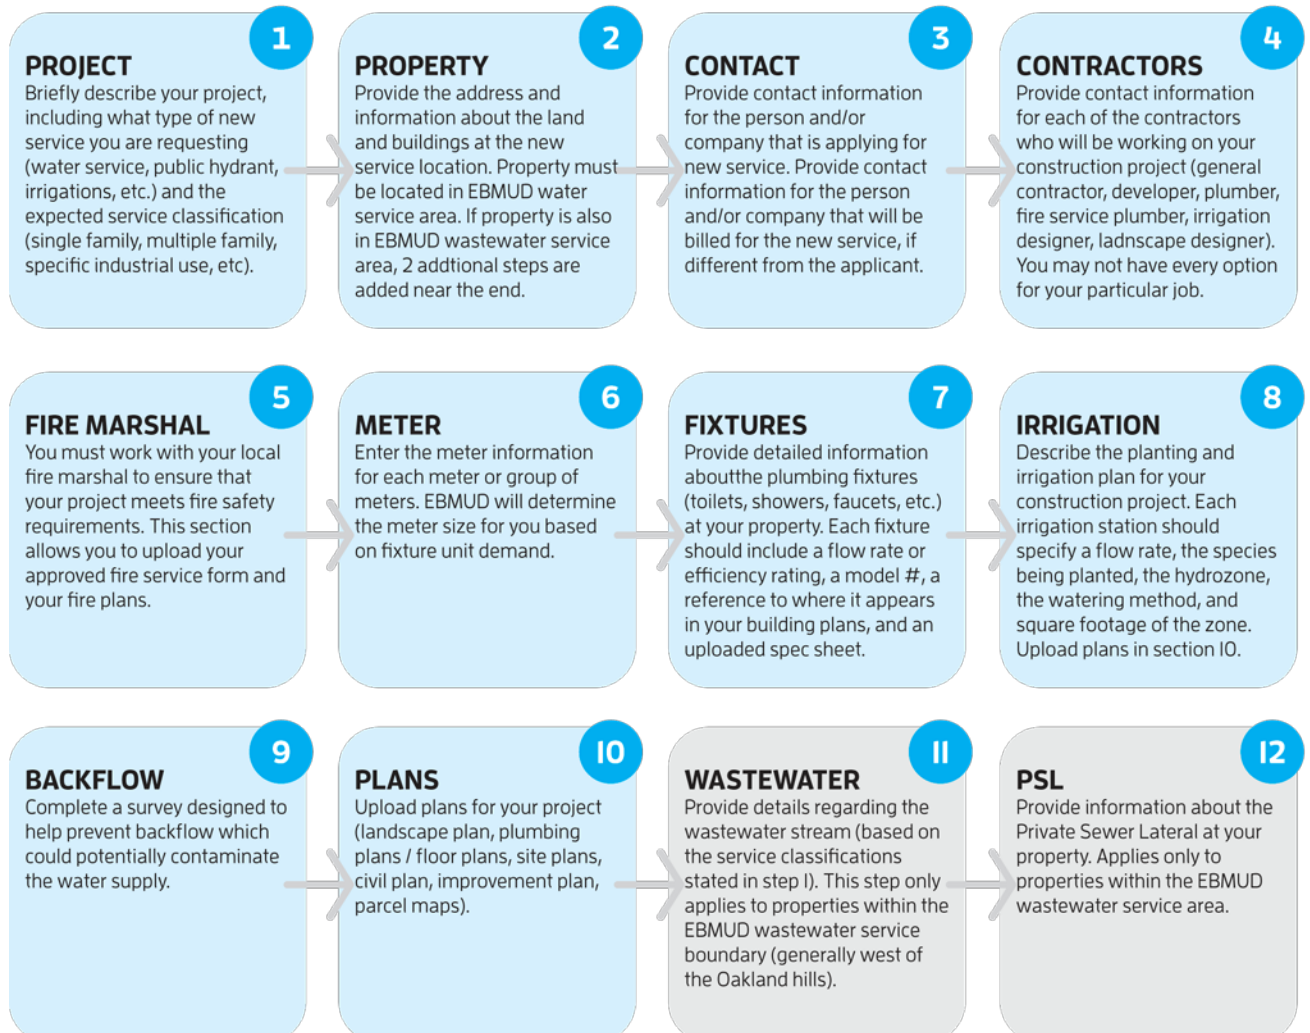 1
PROJECT
Briefly describe your project,
including what type of new
service you are requesting
(water service, public hydrant,
irrigations, etc.) and the
expected service classification
(single family, multiple family,
specific industrial use, etc).
2
PROPERTY
Provide the address and
information about the land
and buildings at the new
service location. Property must
be located in EBMUD water
service area. If property is also
in EBMUD wastewater service
area, 2 addtional steps are
added near the end.
3
CONTACT
Provide contact information
for the person and/or
company that is applying for
new service. Provide contact
information for the person
and/or company that will be
billed for the new service, if
different from the applicant.
4
CONTRACTORS
Provide contact information
for each of the contractors
who will be working on your
construction project (general
contractor, developer, plumber,
fire service plumber, irrigation
designer, ladnscape designer).
You may not have every option
for your particular job.
5
FIRE MARSHAL
You must work with your local
fire marshal to ensure that
your project meets fire safety
requirements. This section
allows you to upload your
approved fire service form and
your fire plans.
6
METER
Enter the meter information
for each meter or group of
meters. EBMUD will determine
the meter size for you based
on fixture unit demand.
7
FIXTURES
Provide detailed information
aboutthe plumbing fixtures
(toilets, showers, faucets, etc.)
at your property. Each fixture
should include a flow rate or
efficiency rating, a model #, a
reference to where it appears
in your building plans, and an
uploaded spec sheet.
8
IRRIGATION
Describe the planting and
irrigation plan for your
construction project. Each
irrigation station should
specify a flow rate, the species
being planted, the hydrozone,
the watering method, and
square footage of the zone.
Upload plans in section 10.
9
BACKFLOW
Complete a survey designed to
help prevent backflow which
could potentially contaminate
the water supply.
10
PLANS
Upload plans for your project
(landscape plan, plumbing
plans / floor plans, site plans,
civil plan, improvement plan,
parcel maps).
11
WASTEWATER
Provide details regarding the
wastewater stream (based on
the service classifications
stated in step 1). This step only
applies to properties within the
EBMUD wastewater service
boundary (generally west of
the Oakland hills).
12
PSL
Provide information about the
Private Sewer Lateral at your
property. Applies only to
properties within the EBMUD
wastewater service area.